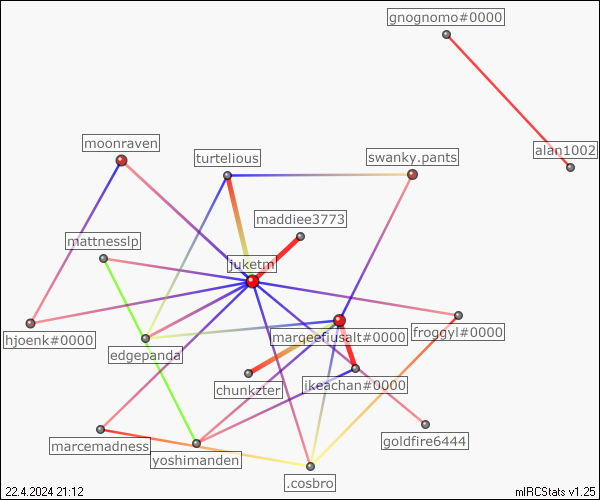 gnognomo#0000
alan1002
moonraven
turtelious
swanky.pants
maddiee3773
mattnesslp
juketm
hjoenk#0000
edgepanda
marqeefjusalt#0000
froggyl#0000
chunkzter
ikeachan#0000
marcemadness
yoshimanden
goldfire6444
.cosbro
22.4.2024 21:12
mIRCStats v1.25